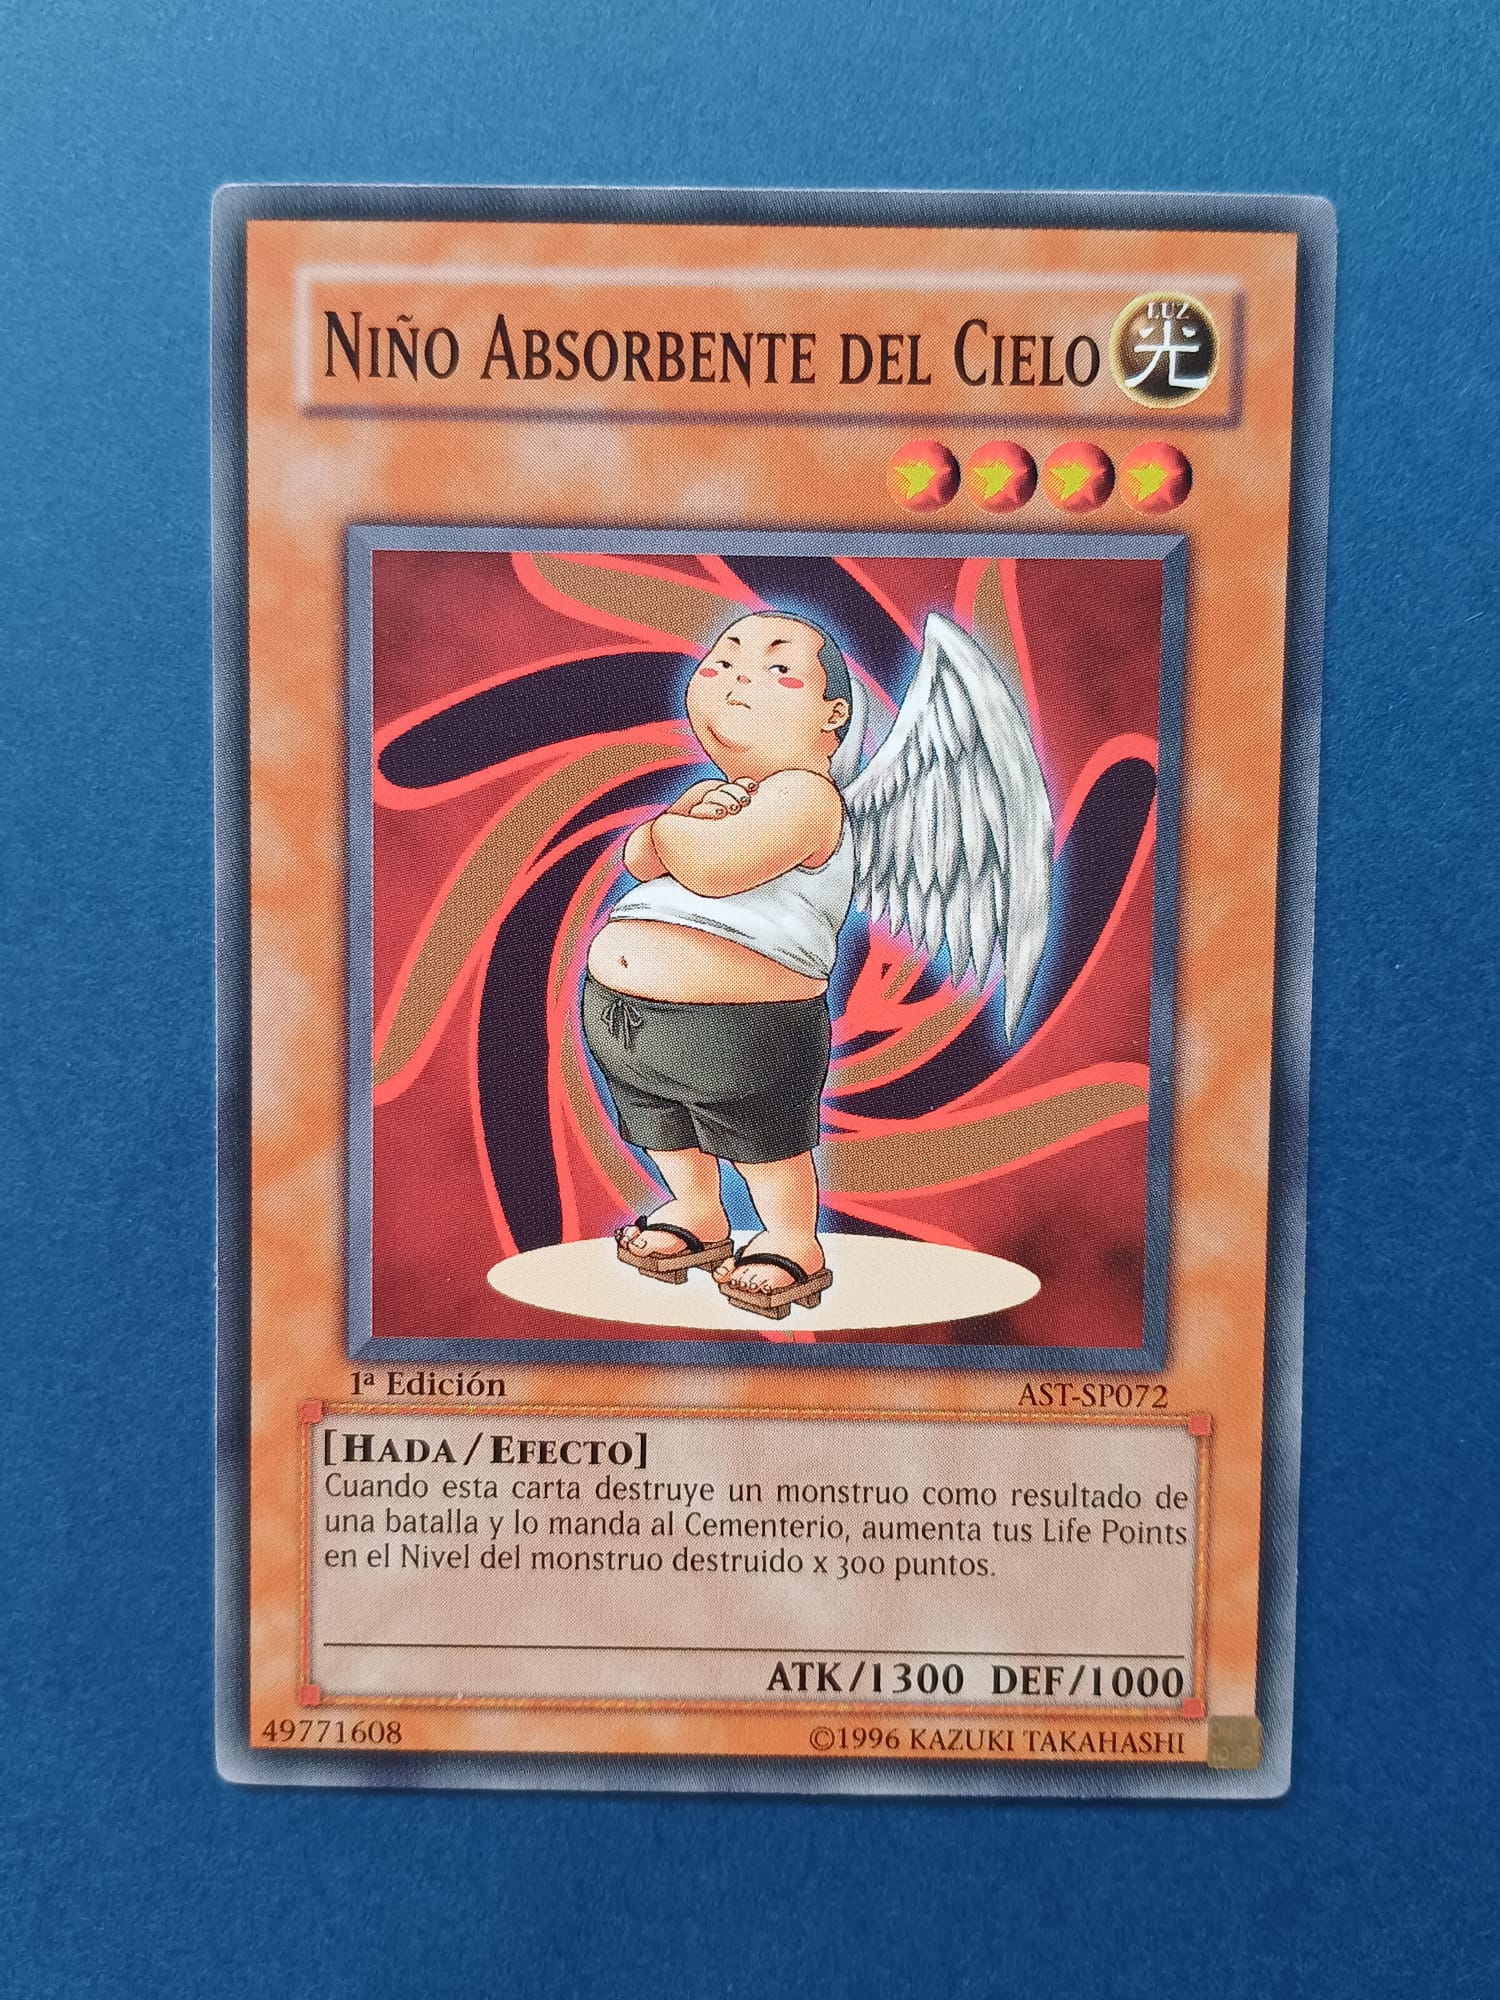 Niño Absorbente del Cielo
LUZ
光
1ª Edición
AST-SP072
[Hada/Efecto]
Cuando esta carta destruye un monstruo como resultado de
una batalla y lo manda al Cementerio, aumenta tus Life Points
en el Nivel del monstruo destruido x 300 puntos.
ATK/1300 DEF/1000
49771608
©1996 KAZUKI TAKAHASHI